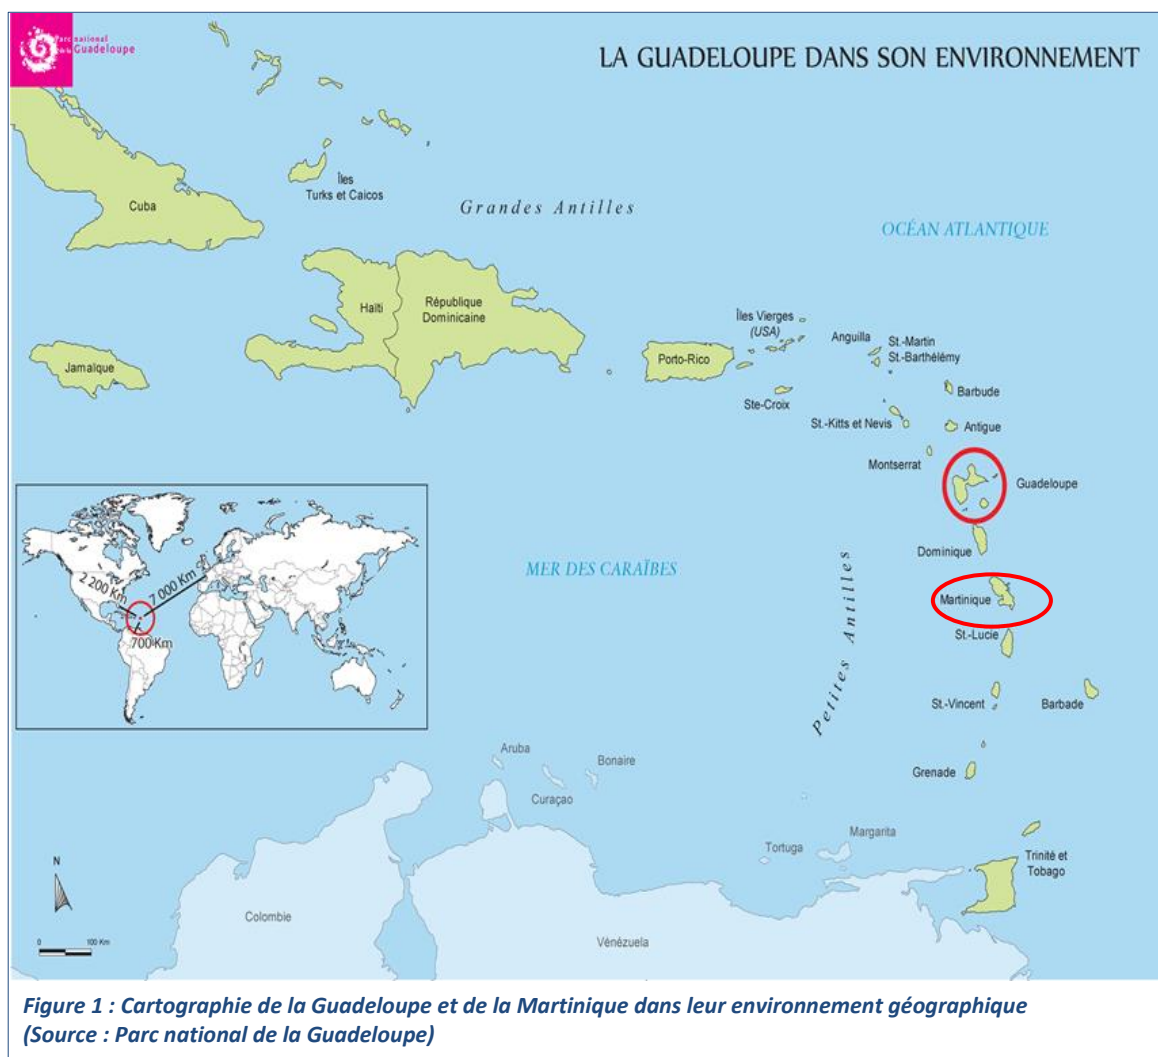 Parc national
de la Guadeloupe
LA GUADELOUPE DANS SON ENVIRONNEMENT
Îles
Turks et Caicos
Cuba
Grandes Antilles
OCÉAN ATLANTIQUE
Haïti
République
Dominicaine
Îles Vierges
(USA)
Anguilla
St.-Martin
St.-Barthélémy
Porto-Rico
Jamaïque
Barbude
Ste-Croix
St.-Kitts et Nevis
Antigue
Montserrat
Guadeloupe
Dominique
MER DES CARAÏBES
2 200 Km
7 000 Km
700 Km
Petites Antilles
Martinique
St.-Lucie
St.-Vincent
Barbade
Aruba
Bonaire
Curaçao
Grenade
Margarita
Tortuga
Trinité et
Tobago
N
Colombie
Vénézuela
0 100 Km
Figure 1 : Cartographie de la Guadeloupe et de la Martinique dans leur environnement géographique
(Source : Parc national de la Guadeloupe)